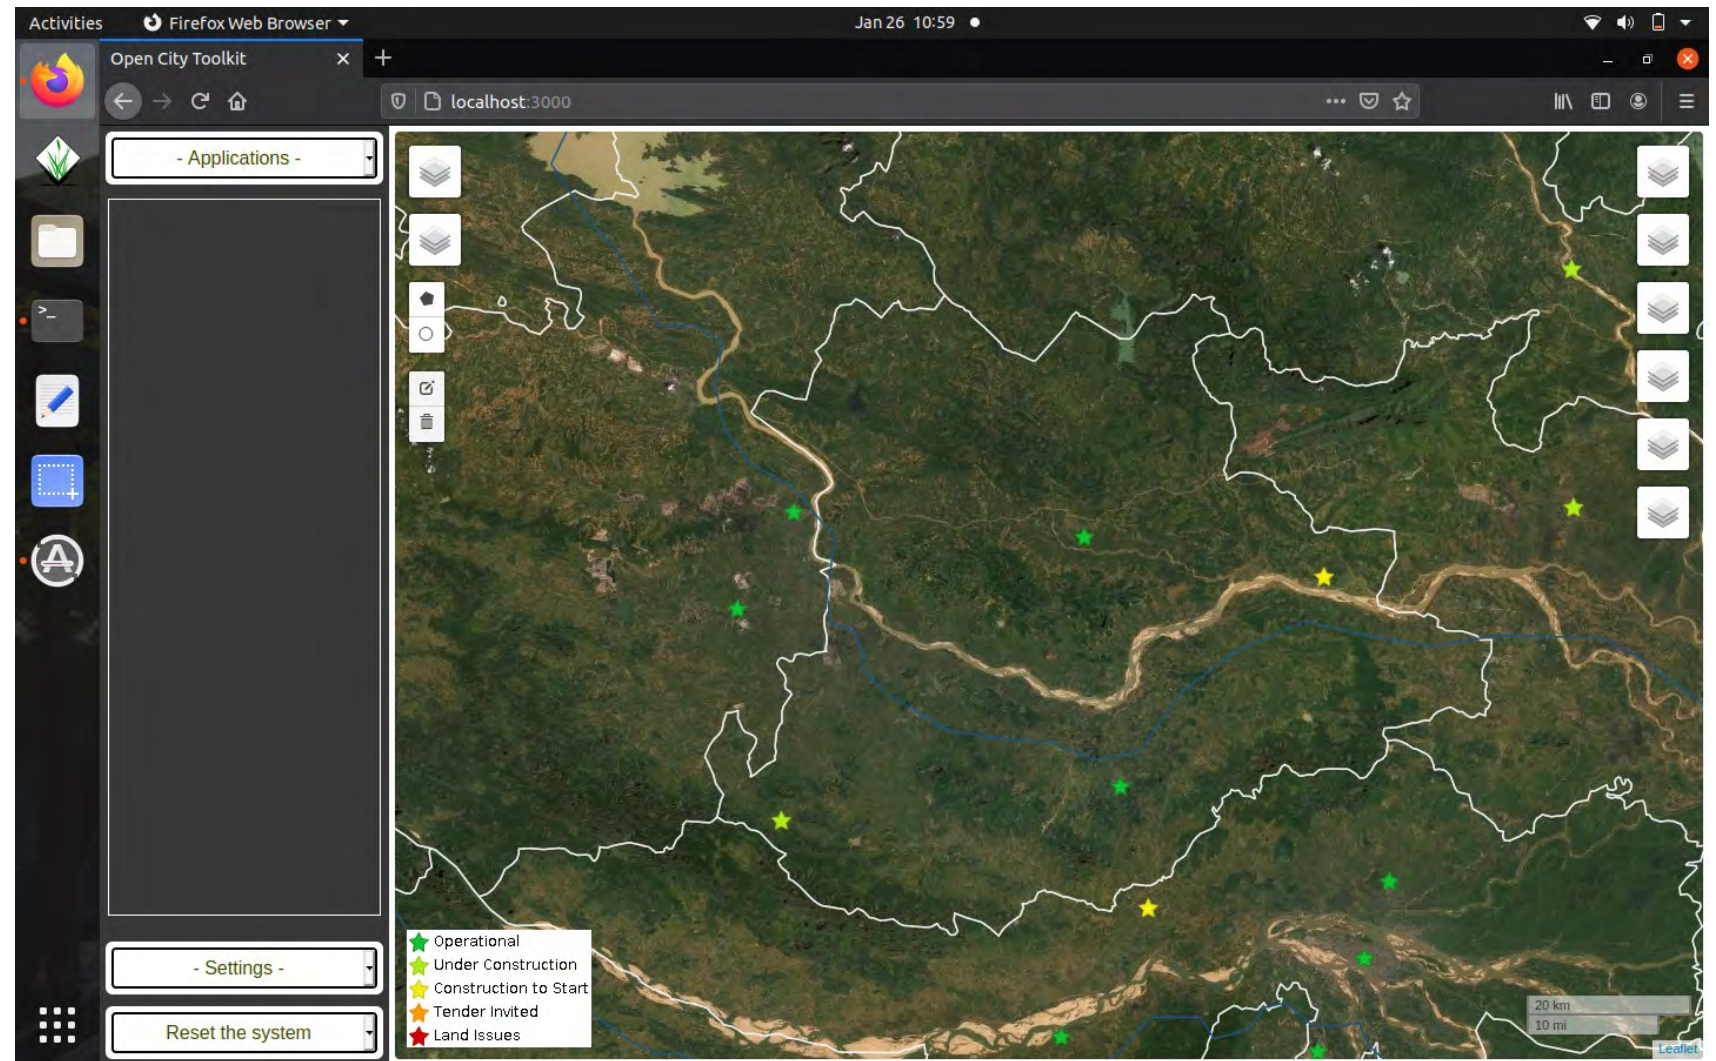 Activities
Firefox Web Browser
Jan 26 10:59
Open City Toolkit
localhost:3000
- Applications -
Operational
Under Construction
Construction to Start
Tender Invited
Land Issues
- Settings -
Reset the system
20 km
10 mi
Leaflet